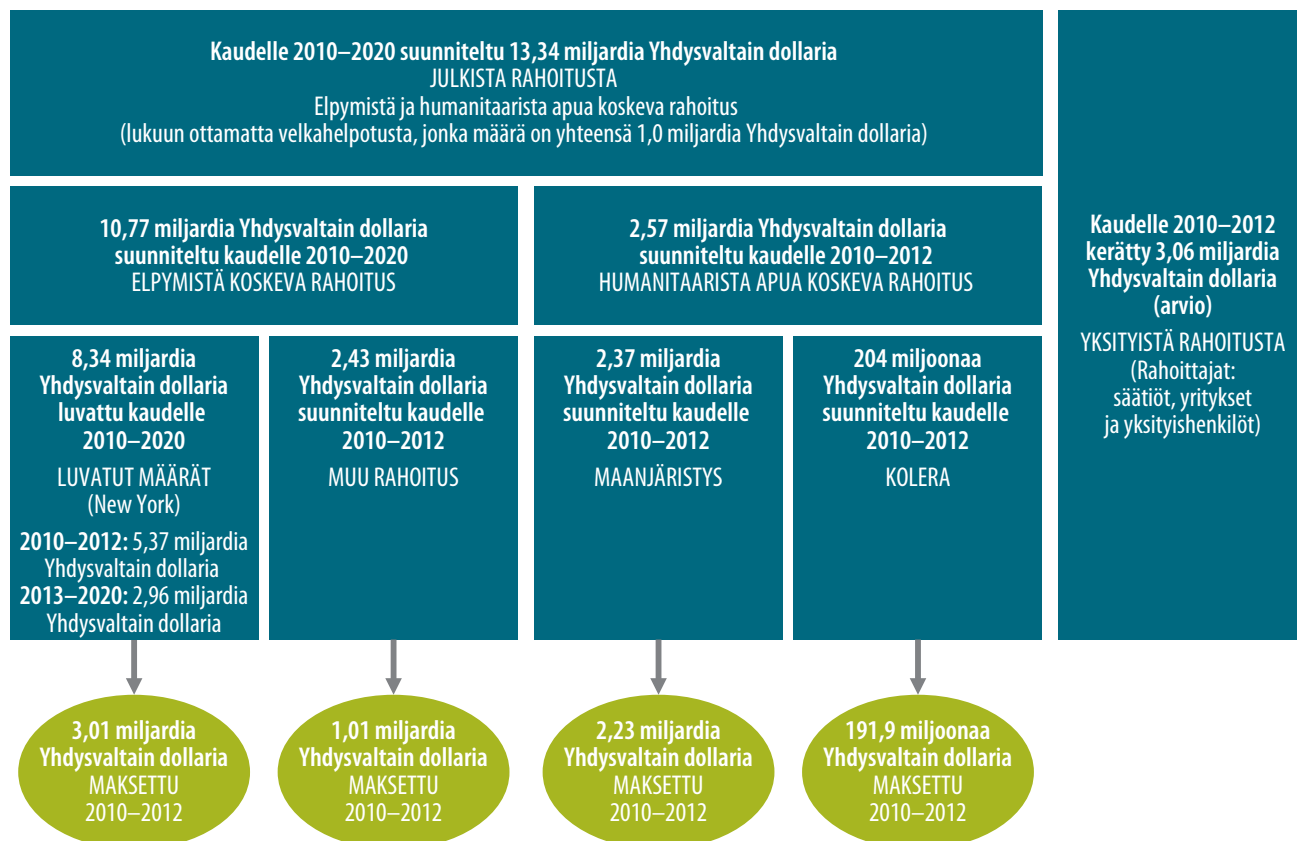 Kaudelle 2010–2020 suunniteltu 13,34 miljardia Yhdysvaltain dollaria
JULKISTA RAHOITUSTA
Elpymistä ja humanitaarista apua koskeva rahoitus
(lukuun ottamatta velkahelpotusta, jonka määrä on yhteensä 1,0 miljardia Yhdysvaltain dollaria)
10,77 miljardia Yhdysvaltain dollaria
suunniteltu kaudelle 2010–2020
ELPYMISTÄ KOSKEVA RAHOITUS
2,57 miljardia Yhdysvaltain dollaria
suunniteltu kaudelle 2010–2012
HUMANITAARISTA APUA KOSKEVA RAHOITUS
Kaudelle 2010–2012
kerätty 3,06 miljardia
Yhdysvaltain dollaria
(arvio)
YKSITYISTÄ RAHOITUSTA
(Rahoittajat:
säätiöt, yritykset
ja yksityishenkilöt)
8,34 miljardia
Yhdysvaltain dollaria
luvattu kaudelle
2010–2020
LUVATUT MÄÄRÄT
(New York)
2010–2012: 5,37 miljardia
Yhdysvaltain dollaria
2013–2020: 2,96 miljardia
Yhdysvaltain dollaria
2,43 miljardia
Yhdysvaltain dollaria
suunniteltu kaudelle
2010–2012
MUU RAHOITUS
2,37 miljardia
Yhdysvaltain dollaria
suunniteltu kaudelle
2010–2012
MAANJÄRISTYS
204 miljoonaa
Yhdysvaltain dollaria
suunniteltu kaudelle
2010–2012
KOLERA
3,01 miljardia
Yhdysvaltain dollaria
MAKSETTU
2010–2012
1,01 miljardia
Yhdysvaltain dollaria
MAKSETTU
2010–2012
2,23 miljardia
Yhdysvaltain dollaria
MAKSETTU
2010–2012
191,9 miljoonaa
Yhdysvaltain dollaria
MAKSETTU
2010–2012